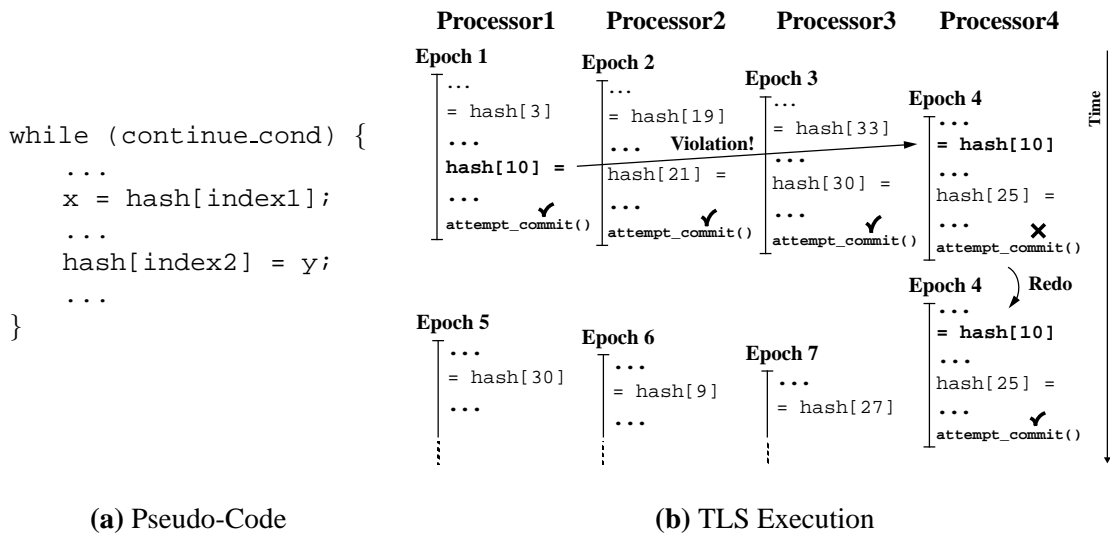 while (continue_cond) {
...
x = hash[index1];
...
hash[index2] = y;
...
}
(a) Pseudo-Code
Processor1 Processor2 Processor3 Processor4
Epoch 1
...
= hash[3]
...
hash[10] =
...
attempt_commit()
Epoch 2
...
= hash[19]
...
hash[21] =
...
attempt_commit()
Epoch 3
...
= hash[33]
...
hash[30] =
...
attempt_commit()
Epoch 4
...
= hash[10]
...
hash[25] =
...
attempt_commit()
Violation!
Redo
Time
Epoch 5
...
= hash[30]
...
Epoch 6
...
= hash[9]
...
Epoch 7
...
= hash[27]
Epoch 4
...
= hash[10]
...
hash[25] =
...
attempt_commit()
(b) TLS Execution